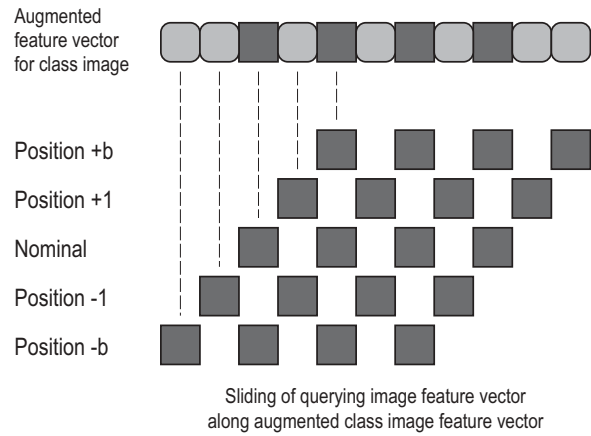 Augmented
feature vector
for class image
Position +b
Position +1
Nominal
Position -1
Position -b
Sliding of querying image feature vector
along augmented class image feature vector